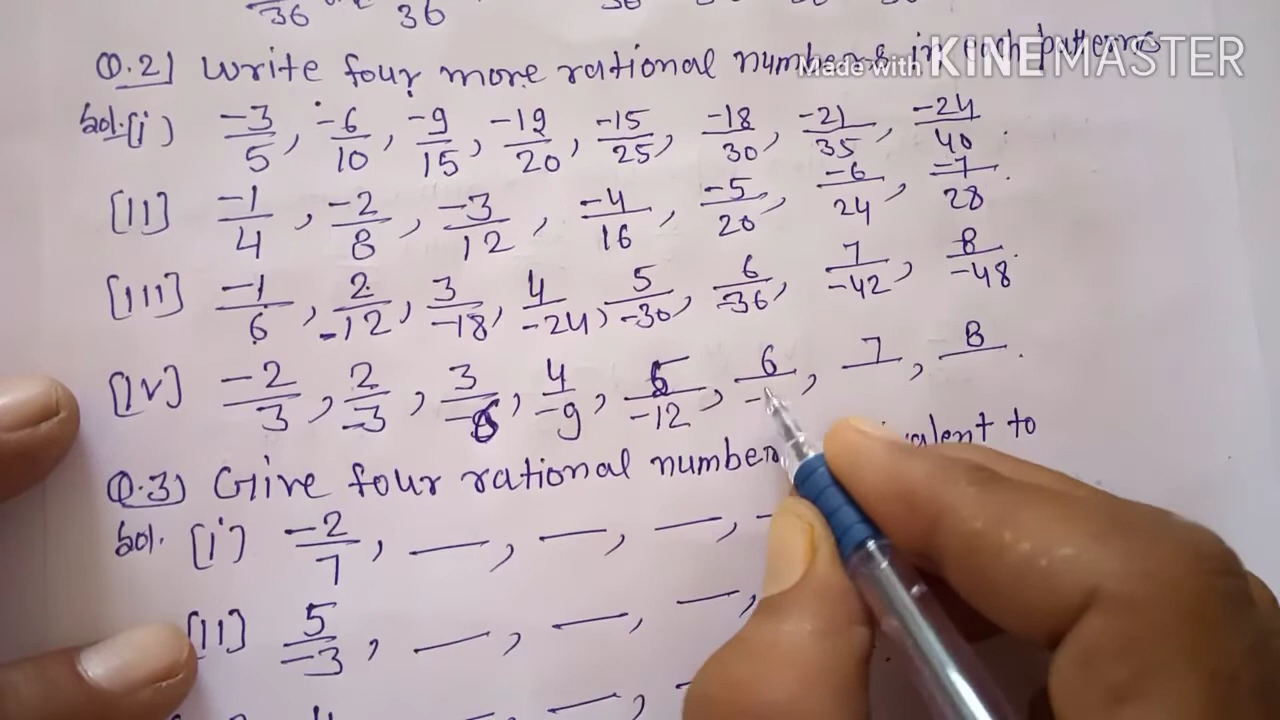 36 36
Made with KINEMASTER
Q.2] Write four more rational numbers in each patterns
Sol.[i) -3/5, -6/10, -9/15, -12/20, -15/25, -18/30, -21/35, -24/40.
[II] -1/4, -2/8, -3/12, -4/16, -5/20, -6/24, -7/28.
[III] -1/6, 2/-12, 3/-18, 4/-24, 5/-30, 6/-36, 7/-42, 8/-48.
[IV] -2/3, 2/-3, 3/-6, 4/-9, 5/-12, 6/-, 7/, 8/.
Q.3) Give four rational number to
Sol. [i) -2/7, —, —, —, -
[II] 5/-3, —, —, —,